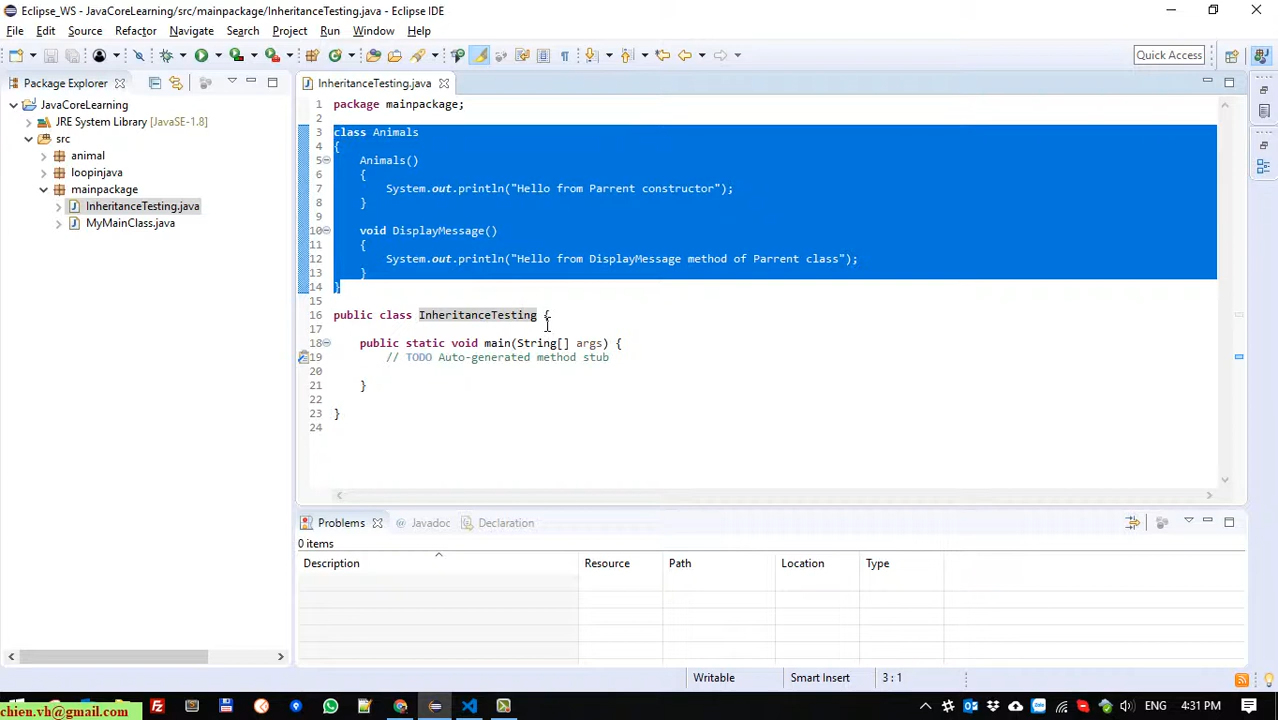 Eclipse_WS - JavaCoreLearning/src/mainpackage/InheritanceTesting.java - Eclipse IDE
File Edit Source Refactor Navigate Search Project Run Window Help
Quick Access
Package Explorer
JavaCoreLearning
JRE System Library [JavaSE-1.8]
src
animal
loopinjava
mainpackage
InheritanceTesting.java
MyMainClass.java
InheritanceTesting.java
1 package mainpackage;
2
3 class Animals
4 {
5 Animals()
6 {
7 System.out.println("Hello from Parrent constructor");
8 }
9
10 void DisplayMessage()
11 {
12 System.out.println("Hello from DisplayMessage method of Parrent class");
13 }
14 }
15
16 public class InheritanceTesting {
17
18 public static void main(String[] args) {
19 // TODO Auto-generated method stub
20
21 }
22
23 }
24
Problems Javadoc Declaration
0 items
Description Resource Path Location Type
Writable Smart Insert 3 : 1
chien.vh@gmail.com
ENG 4:31 PM